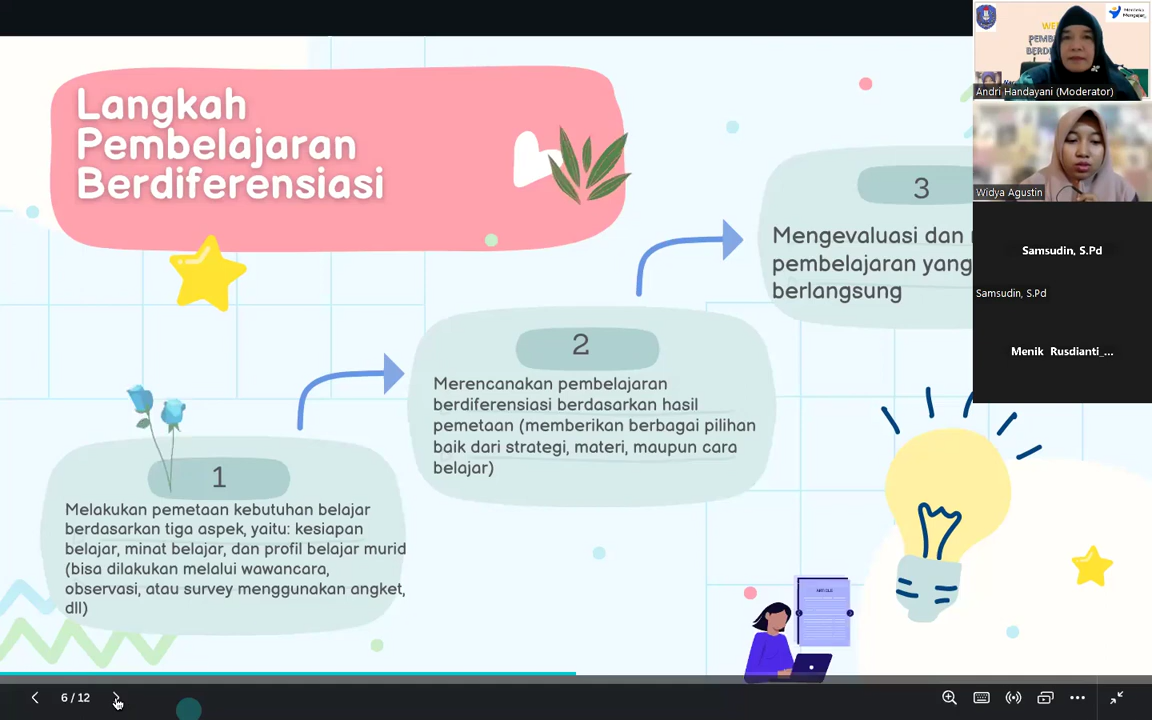 Langkah
Pembelajaran
Berdiferensiasi
1
Melakukan pemetaan kebutuhan belajar
berdasarkan tiga aspek, yaitu: kesiapan
belajar, minat belajar, dan profil belajar murid
(bisa dilakukan melalui wawancara,
observasi, atau survey menggunakan angket,
dll)
2
Merencanakan pembelajaran
berdiferensiasi berdasarkan hasil
pemetaan (memberikan berbagai pilihan
baik dari strategi, materi, maupun cara
belajar)
3
Mengevaluasi dan
pembelajaran yang
berlangsung
Merdeka
Mengajar
Andri Handayani (Moderator)
Widya Agustin
Samsudin, S.Pd
Samsudin, S.Pd
Menik Rusdianti_...
6 / 12